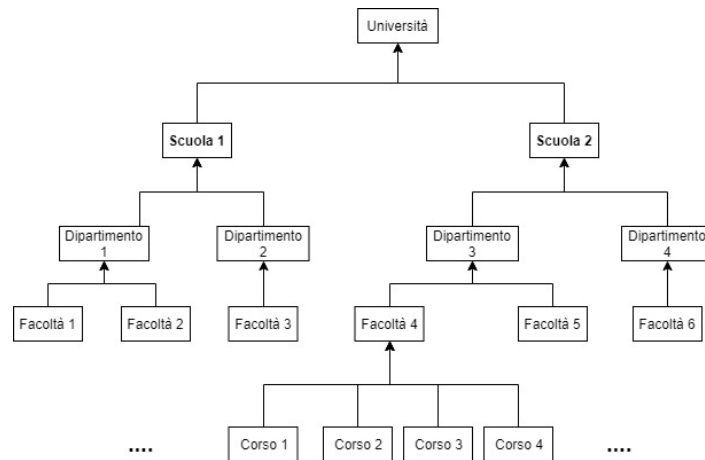 Università
Scuola 1
Scuola 2
Dipartimento
1
Dipartimento
2
Dipartimento
3
Dipartimento
4
Facoltà 1
Facoltà 2
Facoltà 3
Facoltà 4
Facoltà 5
Facoltà 6
....
Corso 1
Corso 2
Corso 3
Corso 4
....